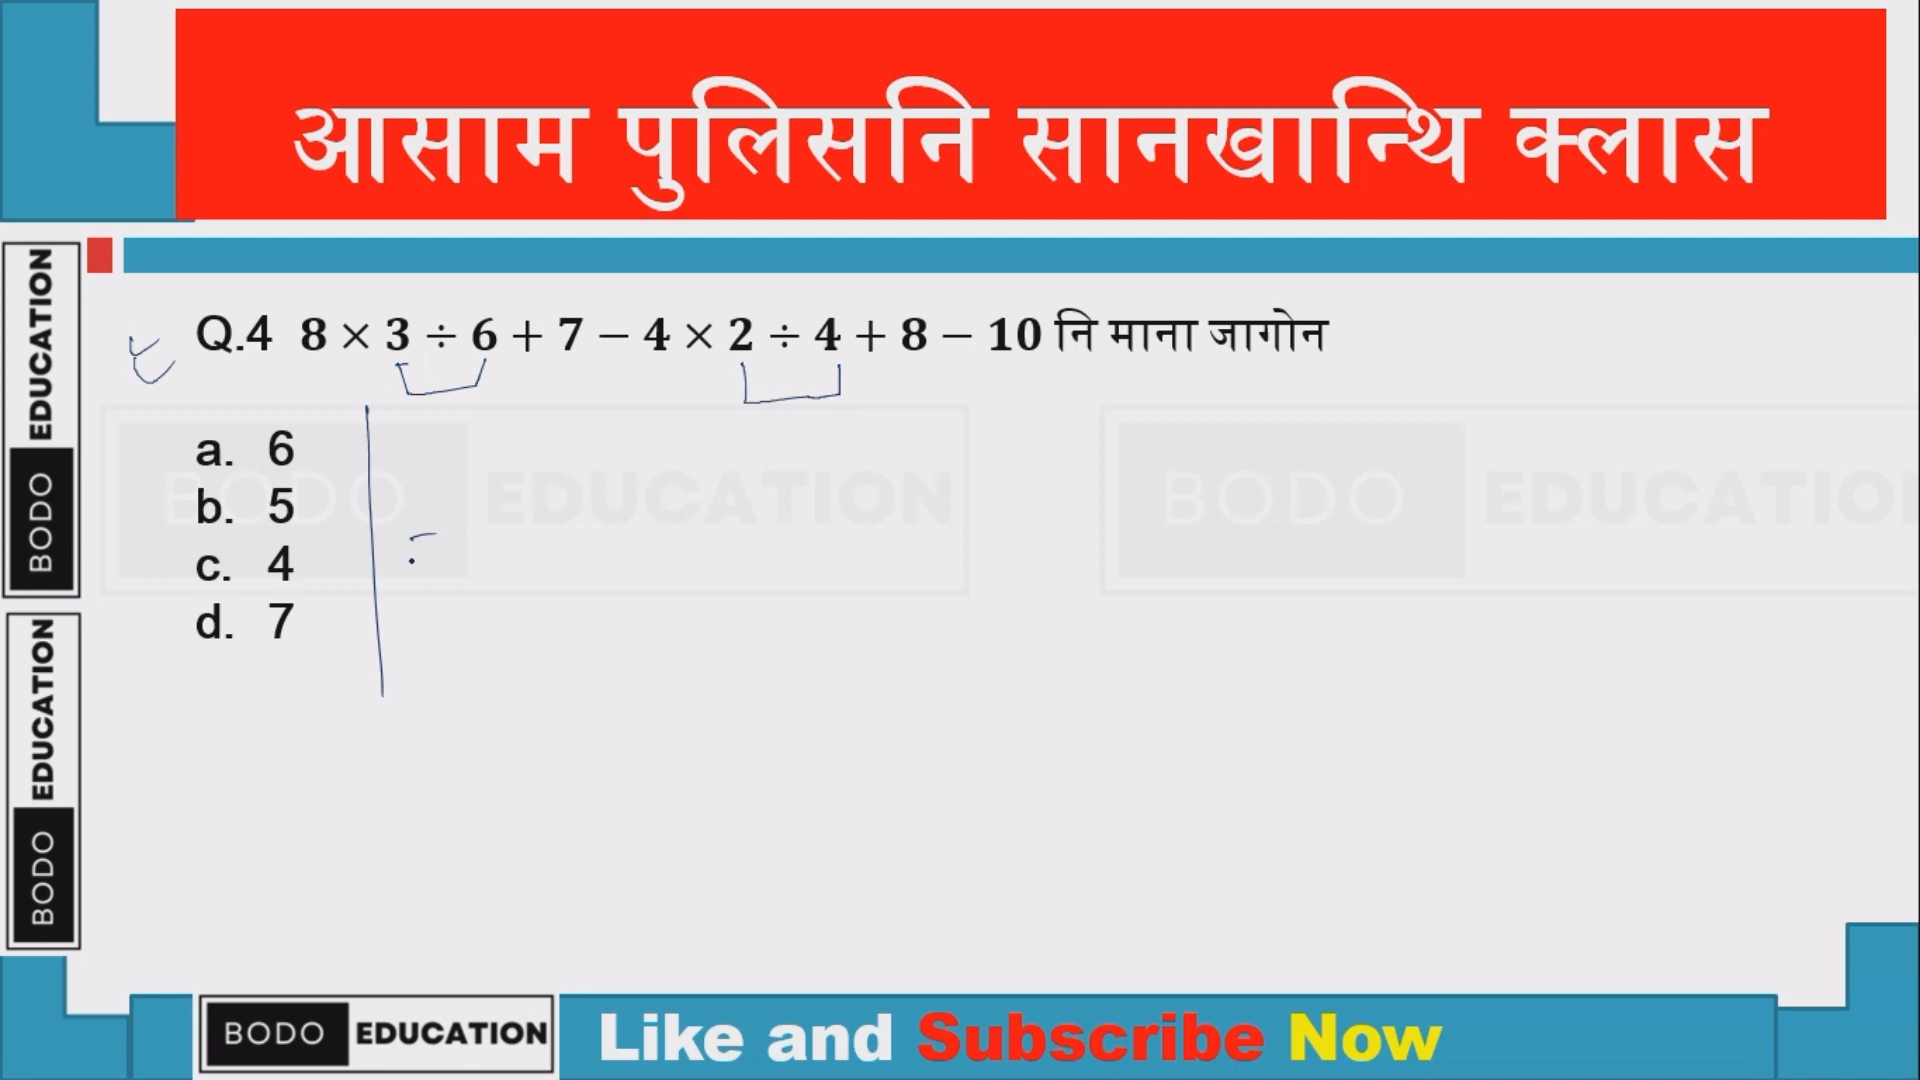 आसाम पुलिसनि सानखान्थि क्लास
BODO EDUCATION
Q.4 8 × 3 ÷ 6 + 7 − 4 × 2 ÷ 4 + 8 − 10 नि माना जागोन
BODO EDUCATION
BODO EDUCATION
a. 6
b. 5
c. 4
d. 7
BODO EDUCATION
BODO EDUCATION Like and Subscribe Now